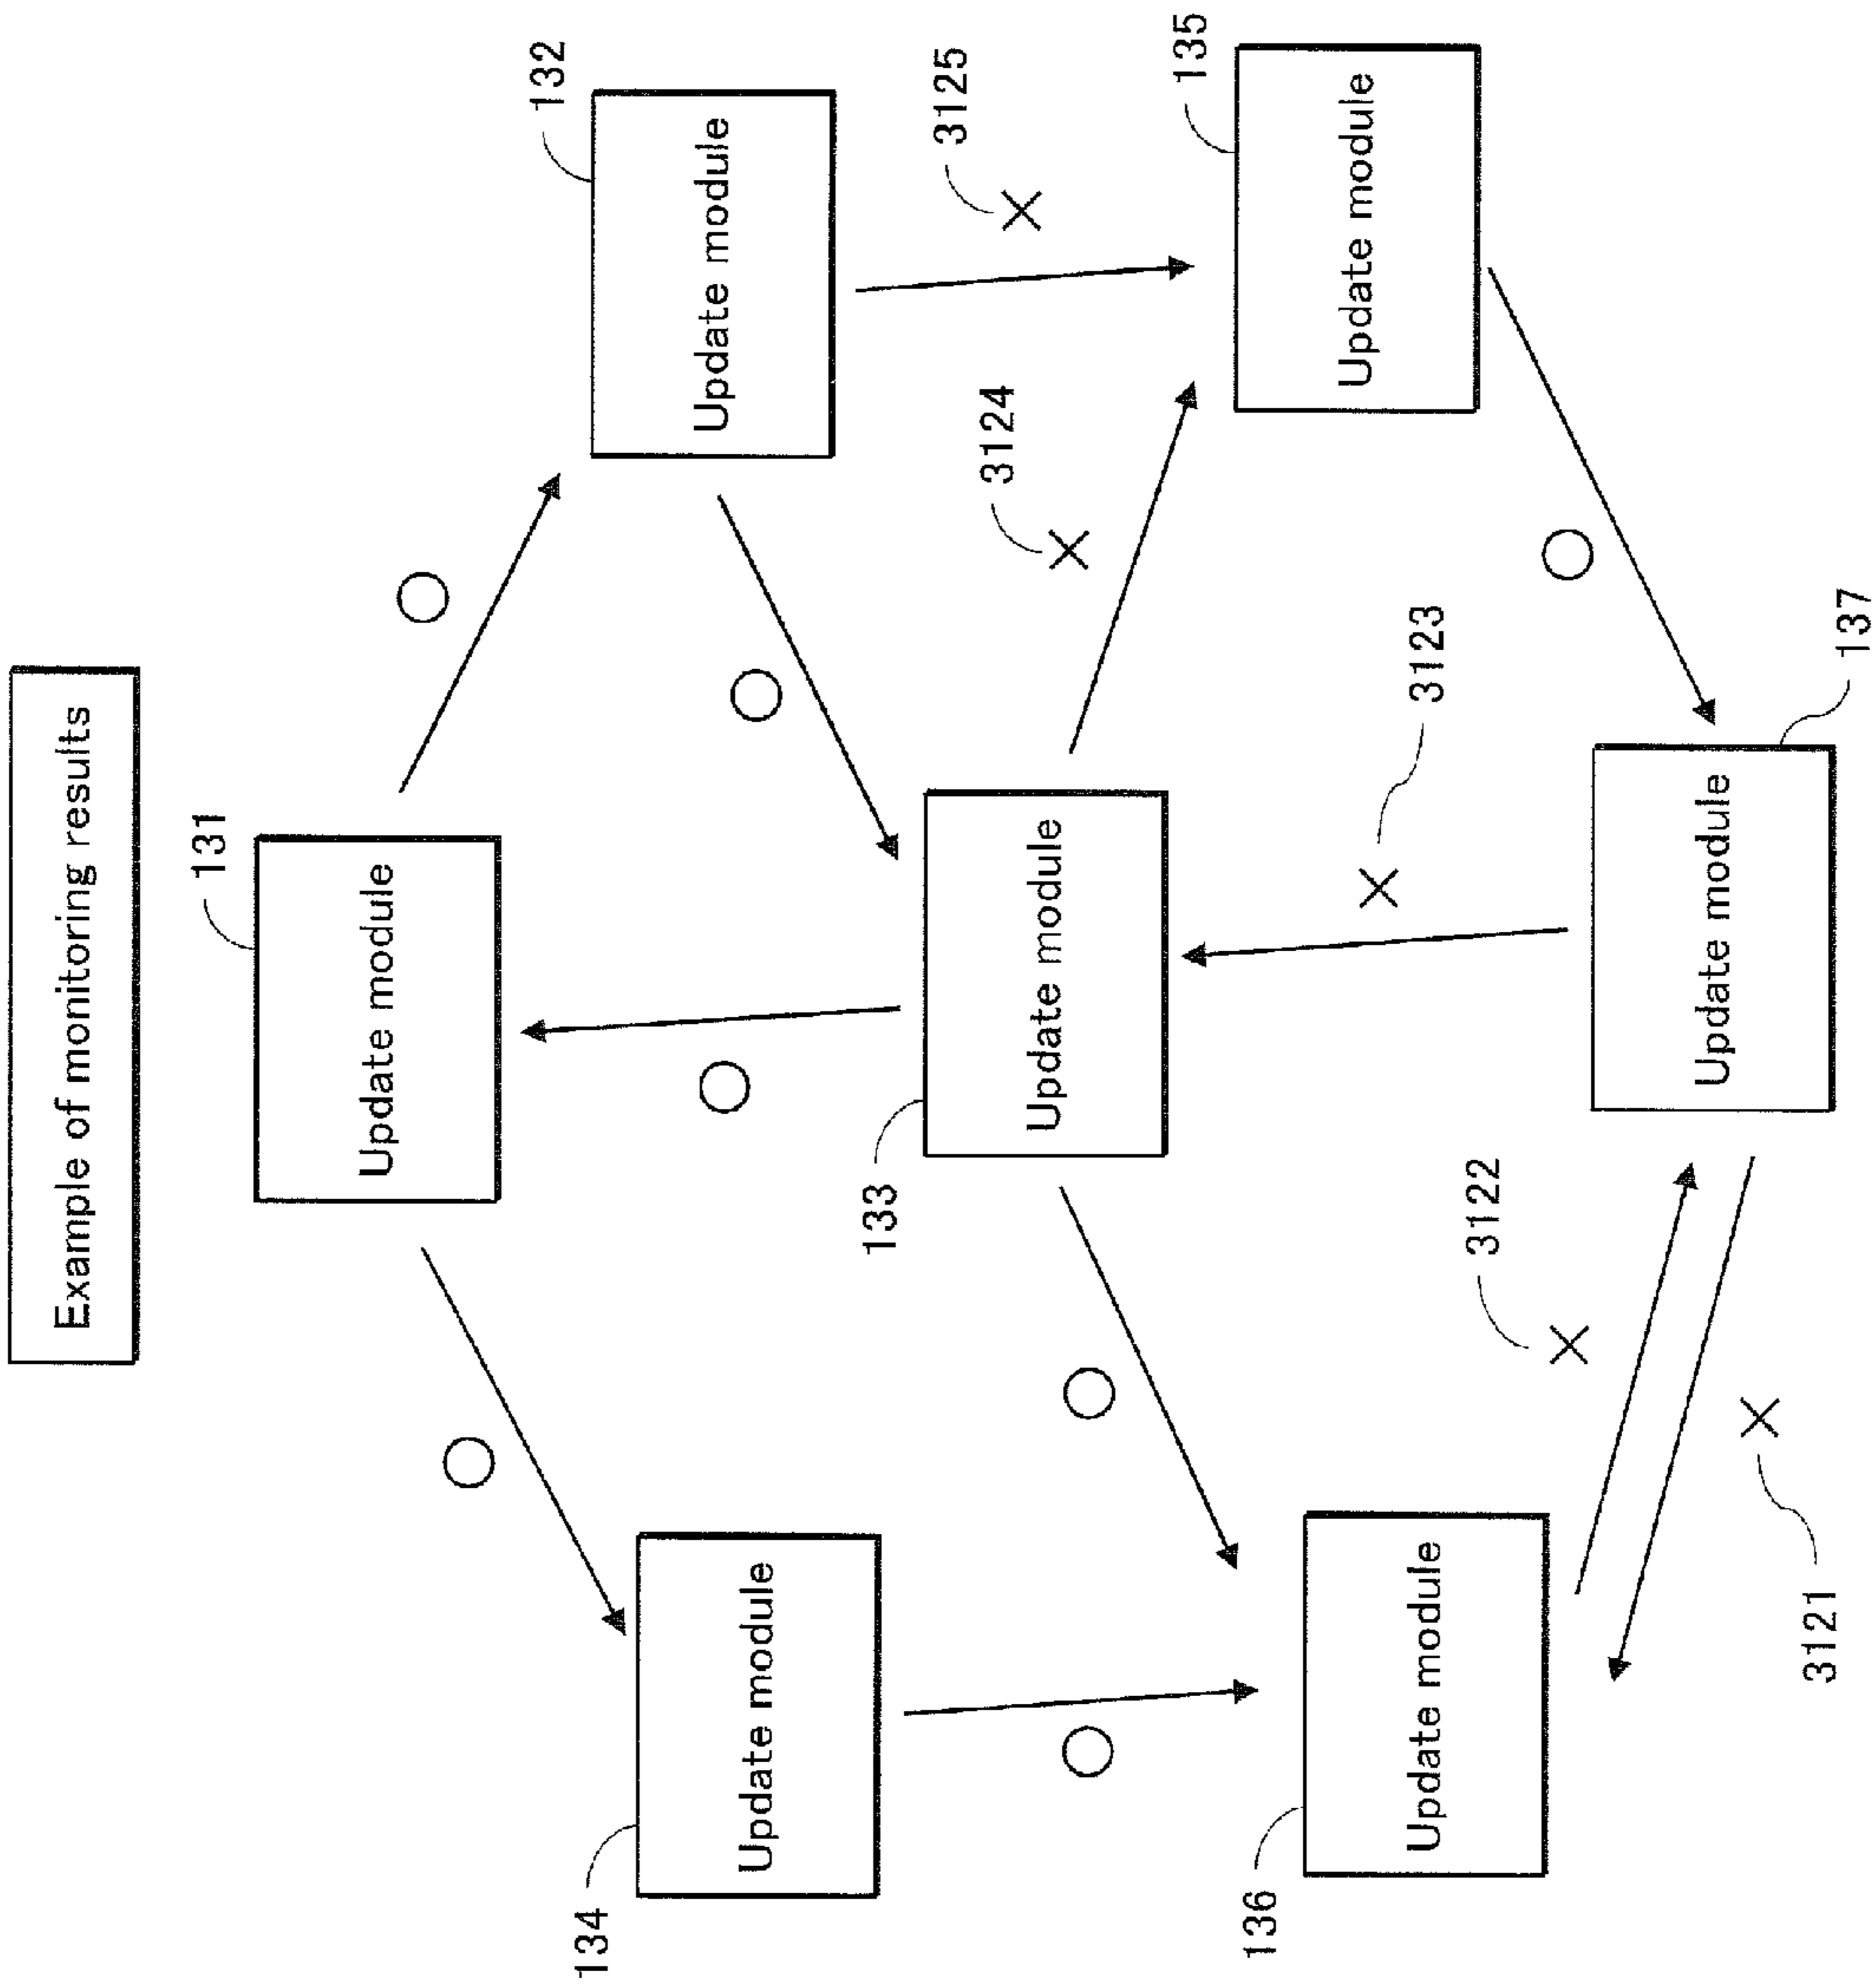 Example of monitoring results
131
Update module
134
Update module
132
Update module
133
Update module
3125
3124
136
Update module
135
Update module
3123
3122
Update module
3121
137